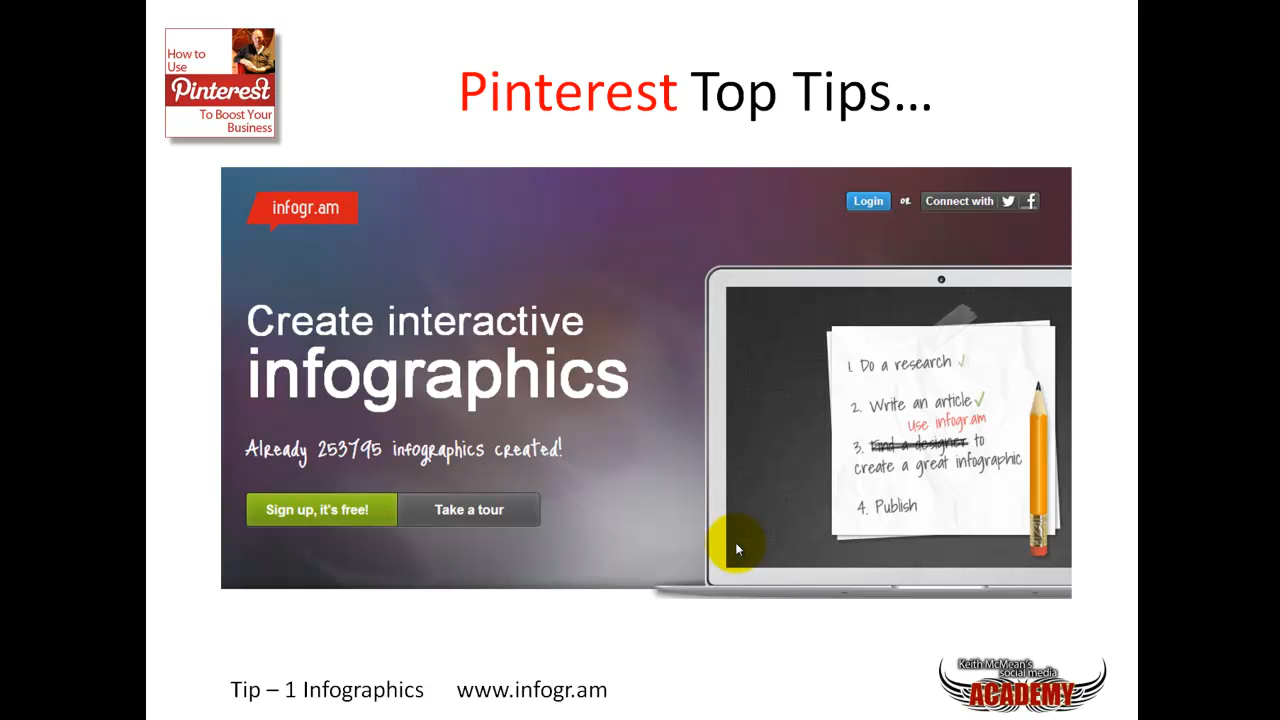 How to
Use
Pinterest
To Boost Your
Business
Pinterest Top Tips...
infogr.am
Login or Connect with
Create interactive
infographics
Already 253795 infographics created!
Sign up, it's free!
Take a tour
1. Do a research ✓
2. Write an article ✓
Use infogr.am
3. Find a designer to
create a great infographic
4. Publish
Tip – 1 Infographics www.infogr.am
Keith McMean's
social media
ACADEMY